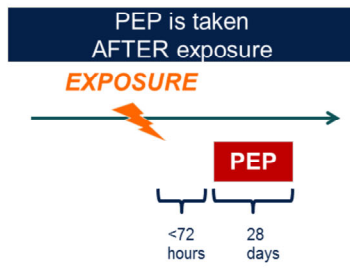 PEP is taken
AFTER exposure
EXPOSURE
PEP
<72
hours
28
days